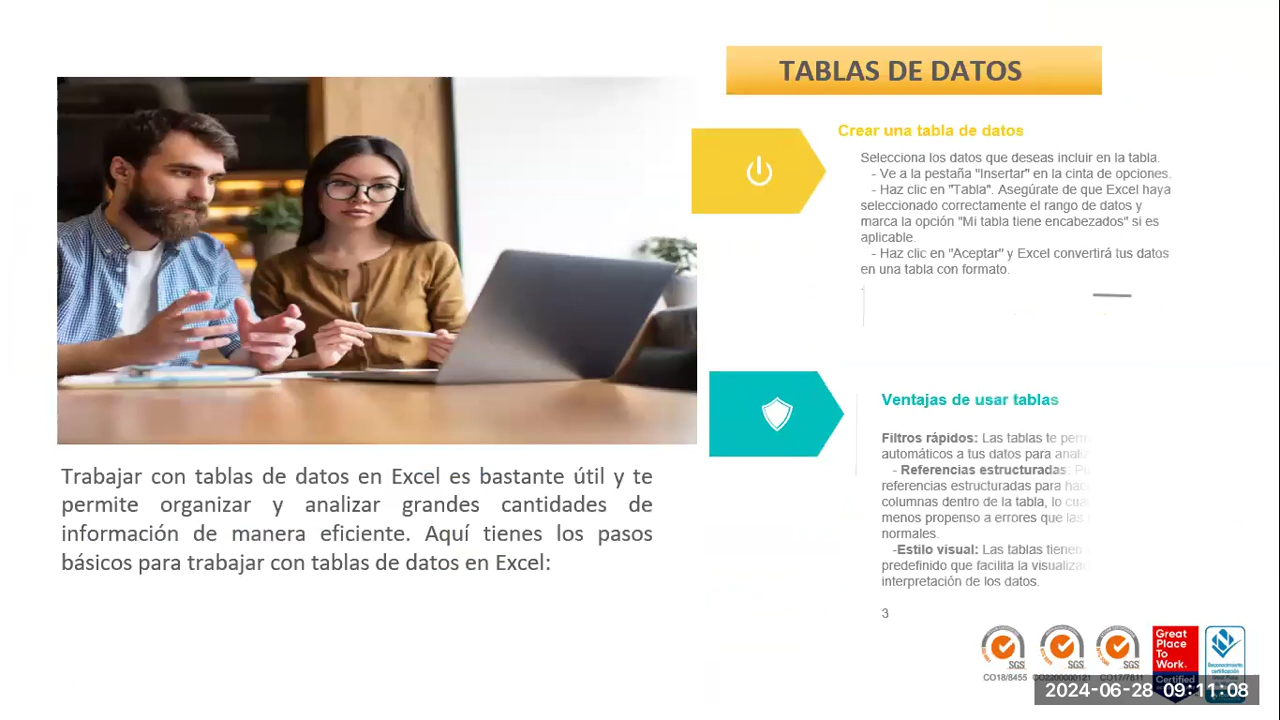 TABLAS DE DATOS
Crear una tabla de datos
Selecciona los datos que deseas incluir en la tabla.
- Ve a la pestaña "Insertar" en la cinta de opciones.
- Haz clic en "Tabla". Asegúrate de que Excel haya
seleccionado correctamente el rango de datos y
marca la opción "Mi tabla tiene encabezados" si es
aplicable.
- Haz clic en "Aceptar" y Excel convertirá tus datos
en una tabla con formato.
Trabajar con tablas de datos en Excel es bastante útil y te
permite organizar y analizar grandes cantidades de
información de manera eficiente. Aquí tienes los pasos
básicos para trabajar con tablas de datos en Excel:
Ventajas de usar tablas
Filtros rápidos: Las tablas te
automáticos a tus datos para
- Referencias estructuradas:
referencias estructuradas para
columnas dentro de la tabla, lo
menos propenso a errores que las
normales.
-Estilo visual: Las tablas tienen
predefinido que facilita la
interpretación de los datos.
3
SGS SGS SGS
CO18/8455
Great
Place
To
Work.
Certified
2024-06-28 09:11:08